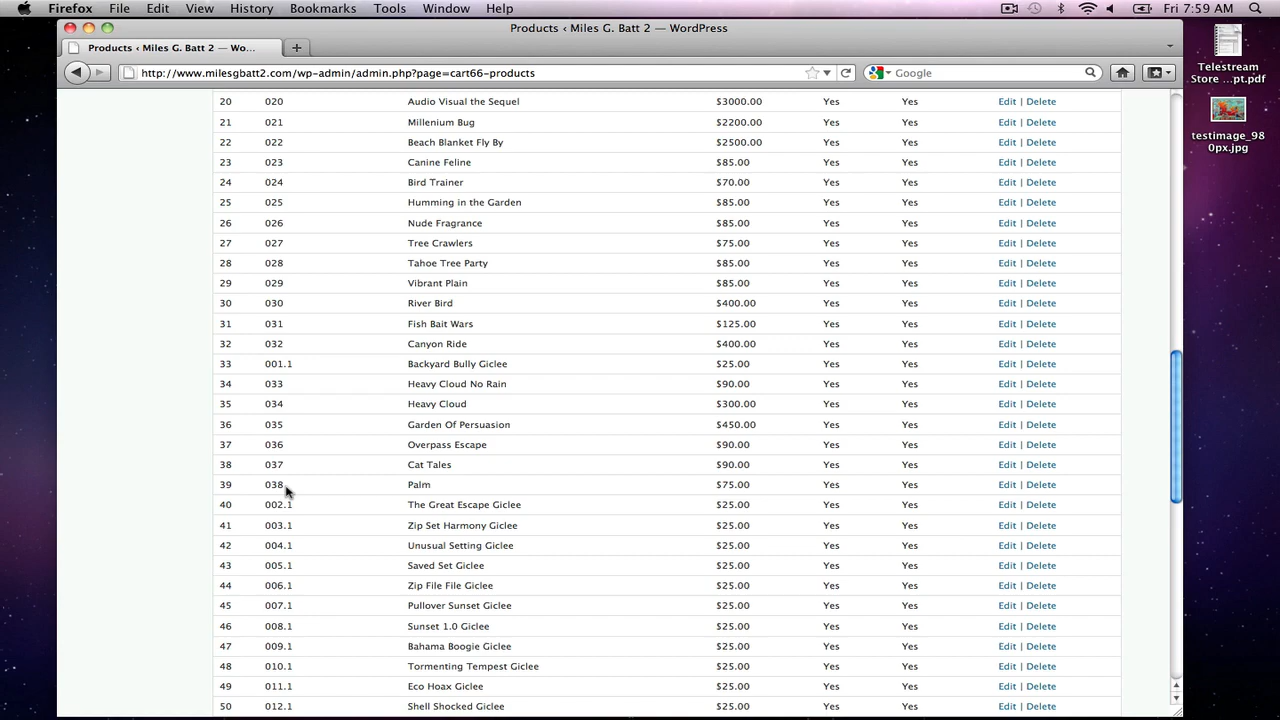 Firefox File Edit View History Bookmarks Tools Window Help Fri 7:59 AM
Products ‹ Miles G. Batt 2 — WordPress
Products ‹ Miles G. Batt 2 — Wo...
http://www.milesgbatt2.com/wp-admin/admin.php?page=cart66-products Google
20 020 Audio Visual the Sequel $3000.00 Yes Yes Edit | Delete
21 021 Millenium Bug $2200.00 Yes Yes Edit | Delete
22 022 Beach Blanket Fly By $2500.00 Yes Yes Edit | Delete
23 023 Canine Feline $85.00 Yes Yes Edit | Delete
24 024 Bird Trainer $70.00 Yes Yes Edit | Delete
25 025 Humming in the Garden $85.00 Yes Yes Edit | Delete
26 026 Nude Fragrance $85.00 Yes Yes Edit | Delete
27 027 Tree Crawlers $75.00 Yes Yes Edit | Delete
28 028 Tahoe Tree Party $85.00 Yes Yes Edit | Delete
29 029 Vibrant Plain $85.00 Yes Yes Edit | Delete
30 030 River Bird $400.00 Yes Yes Edit | Delete
31 031 Fish Bait Wars $125.00 Yes Yes Edit | Delete
32 032 Canyon Ride $400.00 Yes Yes Edit | Delete
33 001.1 Backyard Bully Giclee $25.00 Yes Yes Edit | Delete
34 033 Heavy Cloud No Rain $90.00 Yes Yes Edit | Delete
35 034 Heavy Cloud $300.00 Yes Yes Edit | Delete
36 035 Garden Of Persuasion $450.00 Yes Yes Edit | Delete
37 036 Overpass Escape $90.00 Yes Yes Edit | Delete
38 037 Cat Tales $90.00 Yes Yes Edit | Delete
39 038 Palm $75.00 Yes Yes Edit | Delete
40 002.1 The Great Escape Giclee $25.00 Yes Yes Edit | Delete
41 003.1 Zip Set Harmony Giclee $25.00 Yes Yes Edit | Delete
42 004.1 Unusual Setting Giclee $25.00 Yes Yes Edit | Delete
43 005.1 Saved Set Giclee $25.00 Yes Yes Edit | Delete
44 006.1 Zip File File Giclee $25.00 Yes Yes Edit | Delete
45 007.1 Pullover Sunset Giclee $25.00 Yes Yes Edit | Delete
46 008.1 Sunset 1.0 Giclee $25.00 Yes Yes Edit | Delete
47 009.1 Bahama Boogie Giclee $25.00 Yes Yes Edit | Delete
48 010.1 Tormenting Tempest Giclee $25.00 Yes Yes Edit | Delete
49 011.1 Eco Hoax Giclee $25.00 Yes Yes Edit | Delete
50 012.1 Shell Shocked Giclee $25.00 Yes Yes Edit | Delete
Telestream
Store ...pt.pdf
testimage_98
0px.jpg